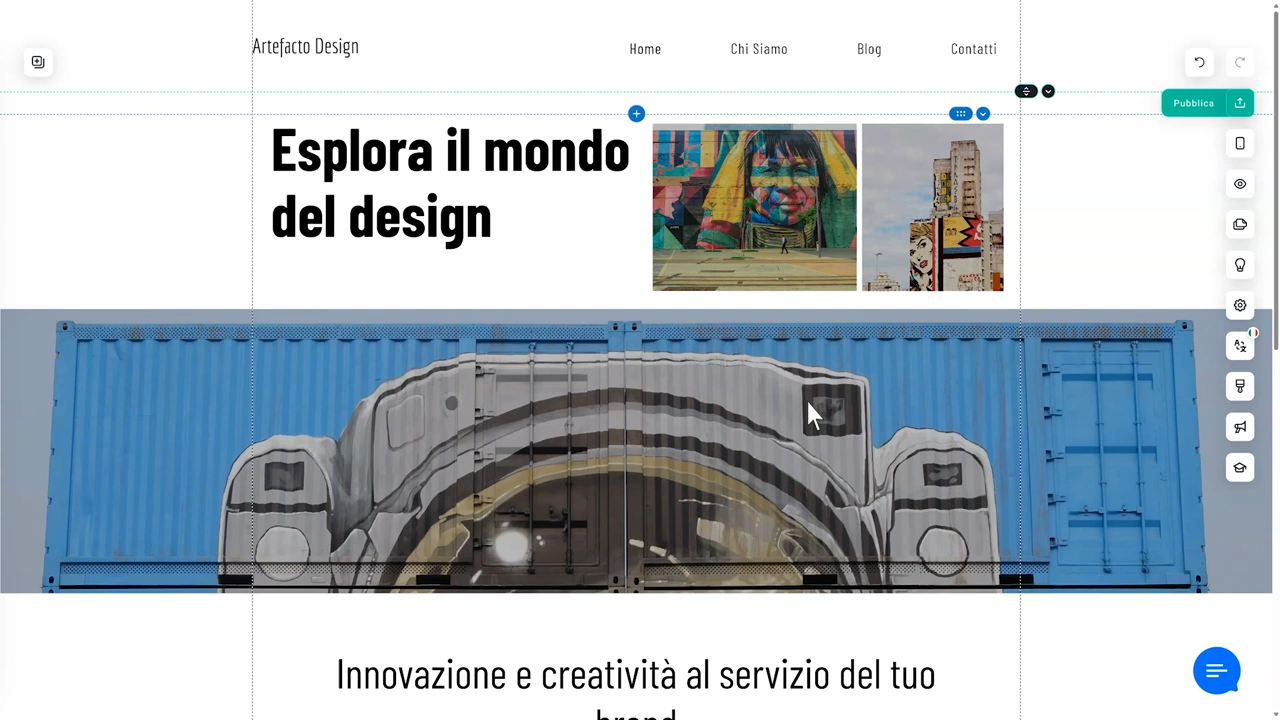 Artefacto Design
Home
Chi Siamo
Blog
Contatti
Pubblica
Esplora il mondo
del design
Innovazione e creatività al servizio del tuo
brand